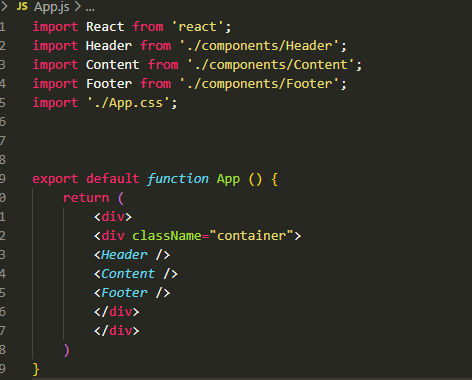 > JS App.js > ...
1 import React from 'react';
2 import Header from './components/Header';
3 import Content from './components/Content';
4 import Footer from './components/Footer';
5 import './App.css';
6
7
8
9 export default function App () {
0     return (
1         <div>
2         <div className="container">
3         <Header />
4         <Content />
5         <Footer />
6         </div>
7         </div>
8     )
9 }